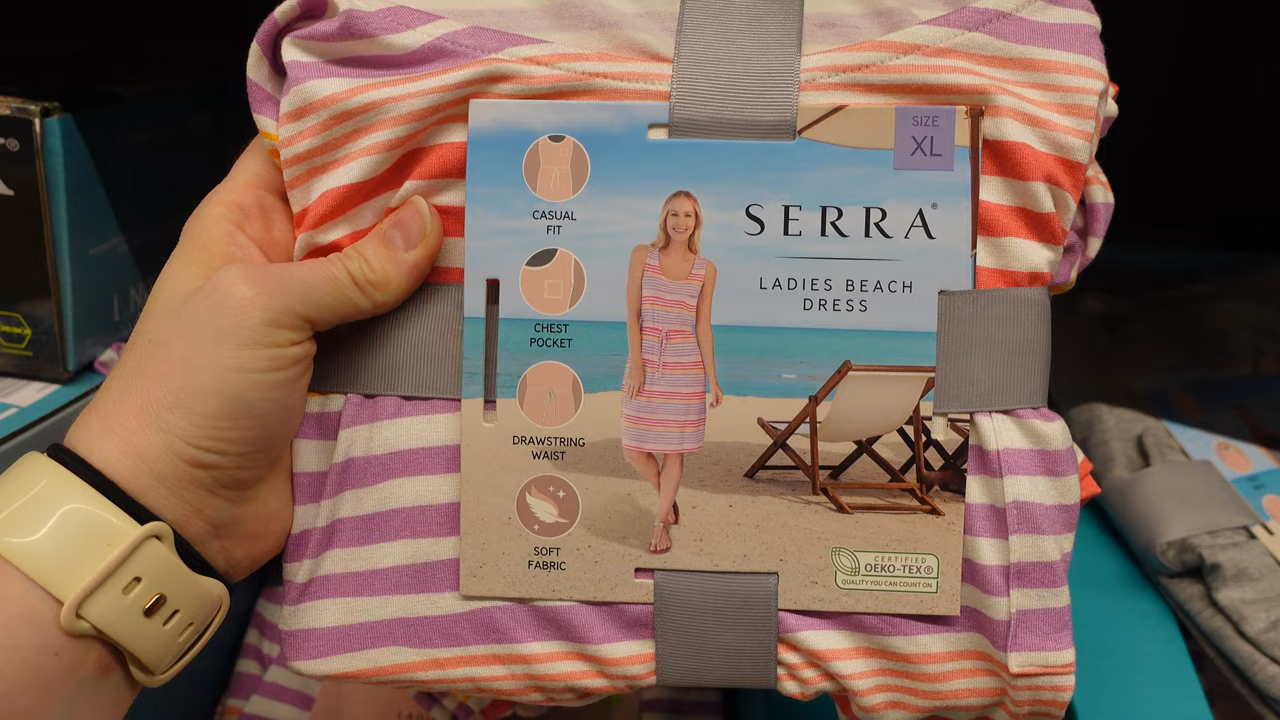 SIZE
XL
SERRA®
LADIES BEACH
DRESS
CASUAL
FIT
CHEST
POCKET
DRAWSTRING
WAIST
SOFT
FABRIC
CERTIFIED
OEKO-TEX®
QUALITY YOU CAN COUNT ON